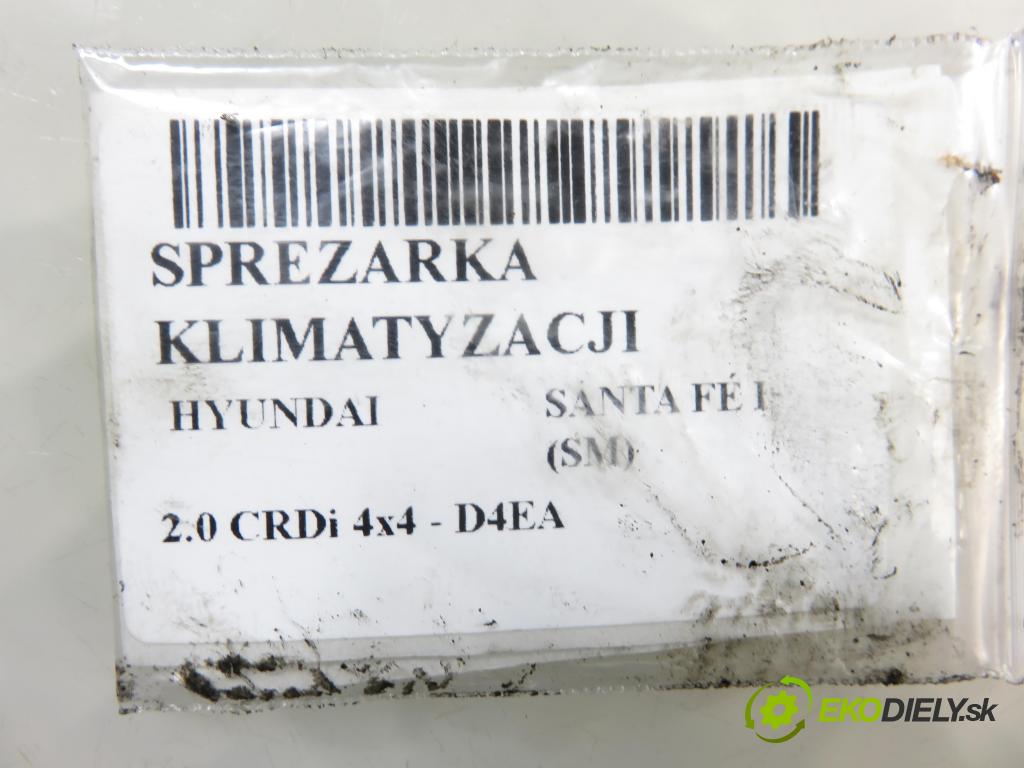 SPREZARKA
KLIMATYZACJI
HYUNDAI SANTA FÉ I
(SM)
2.0 CRDi 4x4 - D4EA
EKODIELY.sk